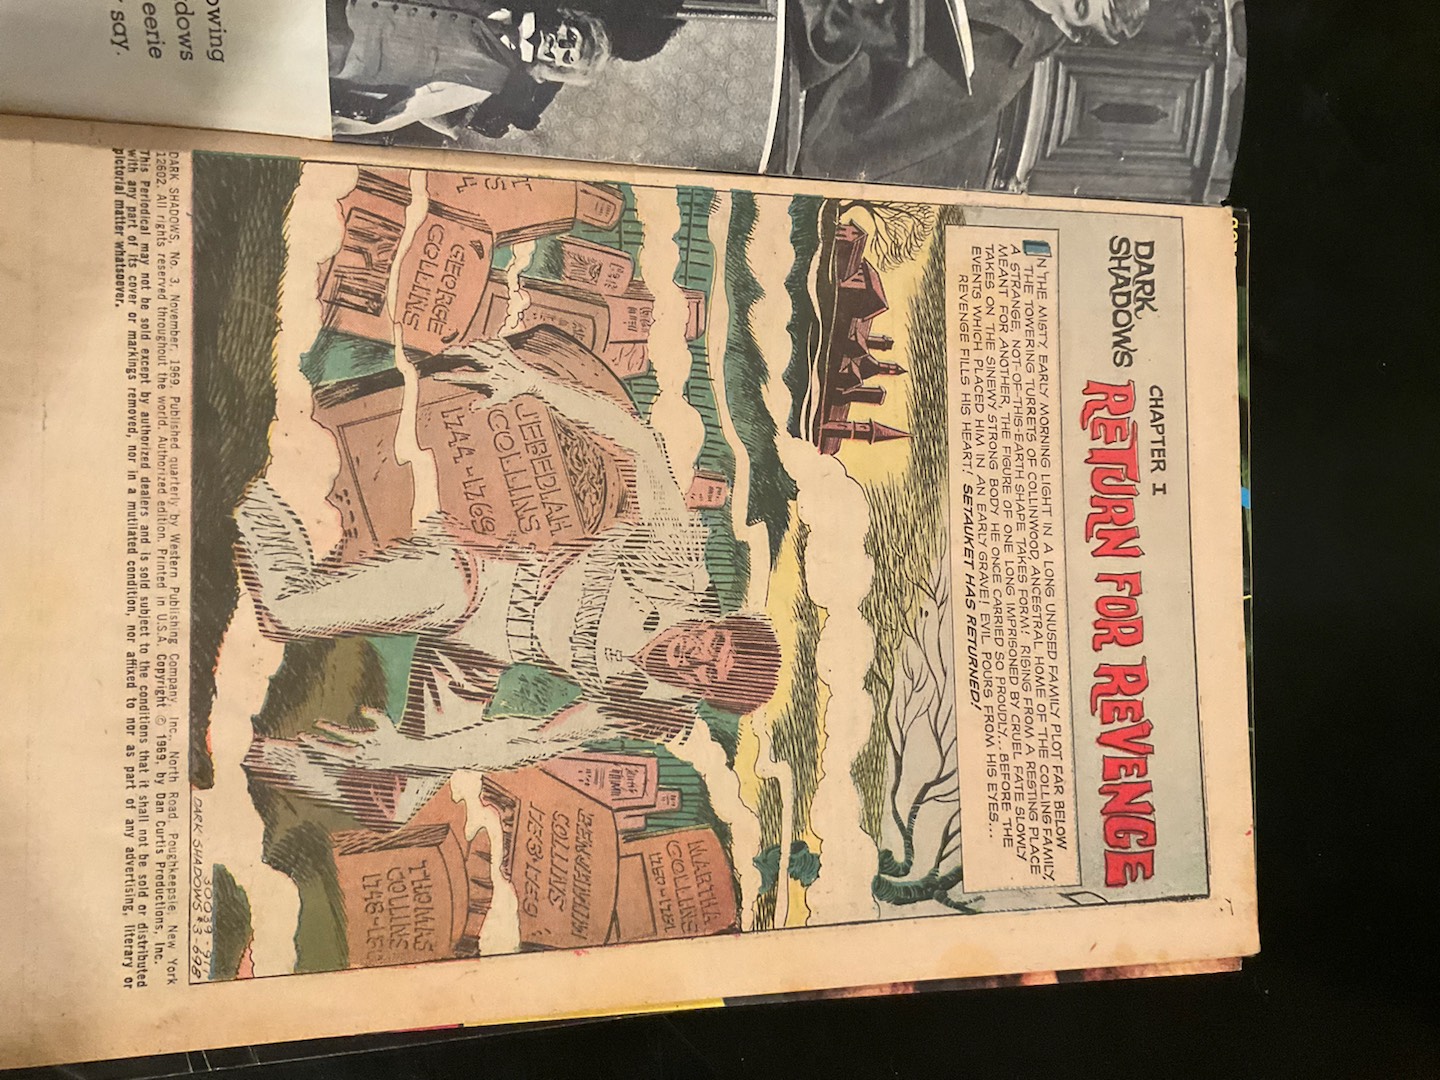 owing
dows
eerie
say.
DARK
SHADOWS
CHAPTER I
RETURN FOR REVENGE
IN THE MISTY, EARLY MORNING LIGHT IN A LONG UNUSED FAMILY PLOT FAR BELOW
THE TOWERING TURRETS OF COLLINWOOD, ANCESTRAL HOME OF THE COLLINS FAMILY,
A STRANGE, NOT-OF-THIS-EARTH SHAPE TAKES FORM! RISING FROM A RESTING PLACE
MEANT FOR ANOTHER, THE FIGURE OF ONE LONG IMPRISONED BY CRUEL FATE SLOWLY
TAKES ON THE SINEWY STRONG BODY HE ONCE CARRIED SO PROUDLY... BEFORE THE
EVENTS WHICH PLACED HIM IN AN EARLY GRAVE! EVIL POURS FROM HIS EYES...
REVENGE FILLS HIS HEART! SETAUKET HAS RETURNED!
GEORGE
COLLINS
JEBEDIAH
COLLINS
1744-1769
MARTHA
COLLINS
BENJAMIN
COLLINS
THOMAS
COLLINS
30039-911
DARK SHADOWS #3-698
DARK SHADOWS, No. 3, November, 1969. Published quarterly by Western Publishing Company, Inc., North Road, Poughkeepsie, New York
12602. All rights reserved throughout the world. Authorized edition. Printed in U.S.A. Copyright © 1969, by Dan Curtis Productions, Inc.
This Periodical may not be sold except by authorized dealers and is sold subject to the conditions that it shall not be sold or distributed
with any part of its cover or markings removed, nor in a mutilated condition, nor affixed to nor as part of any advertising, literary or
pictorial matter whatsoever.